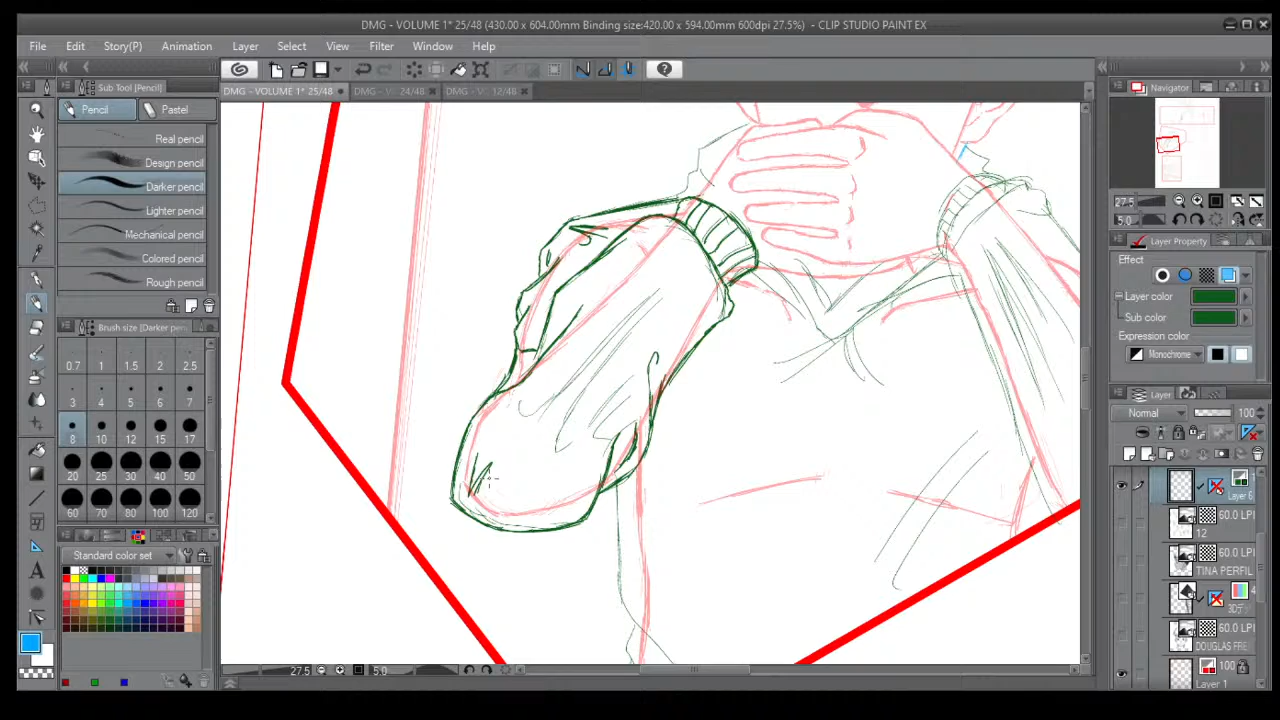 DMG - VOLUME 1* 25/48 (430.00 x 604.00mm Binding size:420.00 x 594.00mm 600dpi 27.5%) - CLIP STUDIO PAINT EX
File Edit Story(P) Animation Layer Select View Filter Window Help
Sub Tool [Pencil]
Pencil Pastel
Real pencil
Design pencil
Darker pencil
Lighter pencil
Mechanical pencil
Colored pencil
Rough pencil
Brush size [Darker pen
0.7 1 1.5 2 2.5
3 4 5 6 7
8 10 12 15 17
20 25 30 40 50
60 70 80 100 120
Standard color set
DMG - VOLUME 1* 25/48 24/48 12/48
27.5 5.0
Navigator
27.5
5.0
Layer Property
Effect
Layer color
Sub color
Expression color
Monochrome
Layer
Normal 100
Layer 6
60.0 LPI
12
60.0 LPI
TINA PERFIL
60.0 LPI
DOUGLAS FRE
100
Layer 1